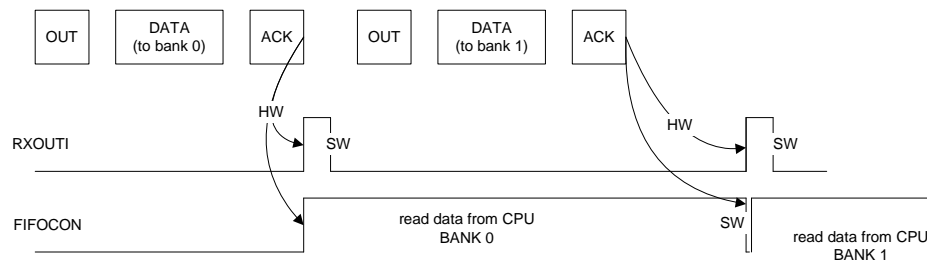 OUT
DATA
(to bank 0)
ACK
OUT
DATA
(to bank 1)
ACK
HW
HW
RXOUTI
SW
SW
FIFOCON
read data from CPU
BANK 0
SW
read data from CPU
BANK 1